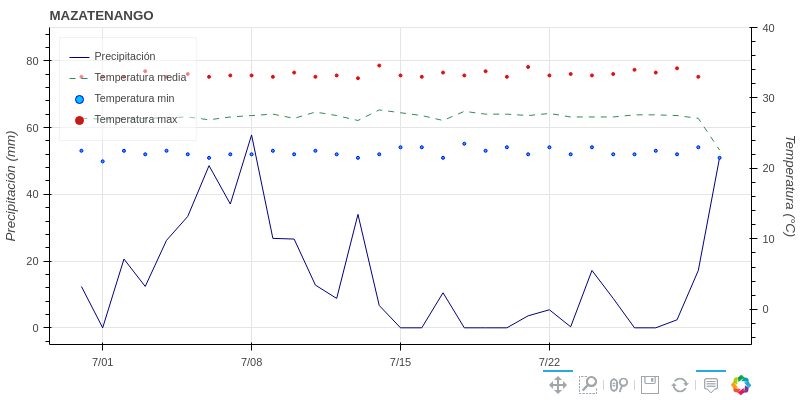 MAZATENANGO
Precipitación
Temperatura media
Temperatura min
Temperatura max
80
60
40
20
0
Precipitación (mm)
40
30
20
10
0
Temperatura (°C)
7/01
7/08
7/15
7/22